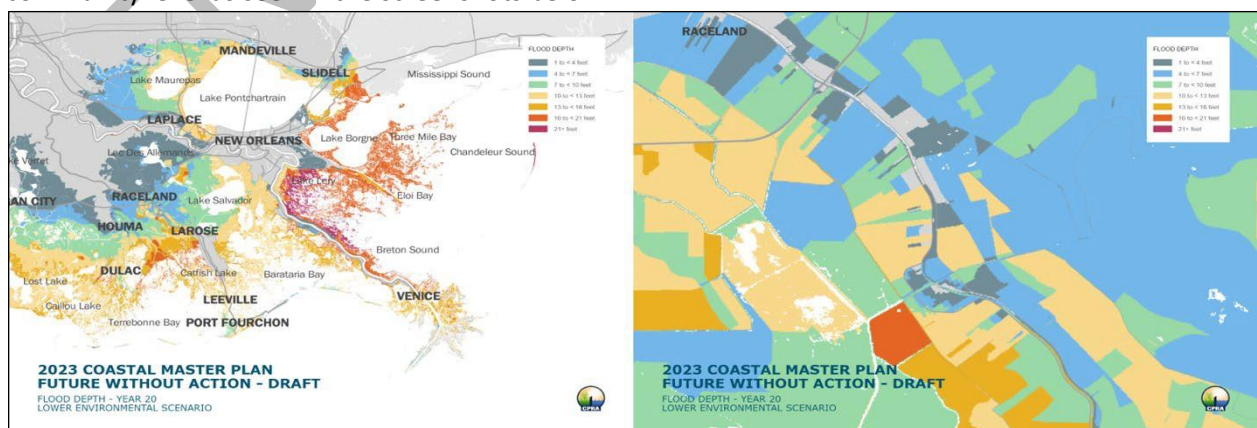 MANDEVILLE
SLIDELL
Lake Maurepas
Mississippi Sound
Lake Pontchartrain
LAPLACE
NEW ORLEANS
Lake Borgne
Three Mile Bay
Lac Des Allemands
Chandeleur Sound
Lake Lery
RACELAND
Eloi Bay
AN CITY
Lake Salvador
HOUMA
LAROSE
Breton Sound
DULAC
Catfish Lake
Barataria Bay
Lost Lake
VENICE
Caillou Lake
LEEVILLE
Terrebonne Bay
PORT FOURCHON
FLOOD DEPTH
1 to < 4 feet
4 to < 7 feet
7 to < 10 feet
10 to < 13 feet
13 to < 16 feet
16 to < 21 feet
21+ feet
2023 COASTAL MASTER PLAN
FUTURE WITHOUT ACTION - DRAFT
FLOOD DEPTH - YEAR 20
LOWER ENVIRONMENTAL SCENARIO
CPRA
RACELAND
FLOOD DEPTH
1 to < 4 feet
4 to < 7 feet
7 to < 10 feet
10 to < 13 feet
13 to < 16 feet
16 to < 21 feet
21+ feet
2023 COASTAL MASTER PLAN
FUTURE WITHOUT ACTION - DRAFT
FLOOD DEPTH - YEAR 20
LOWER ENVIRONMENTAL SCENARIO
CPRA